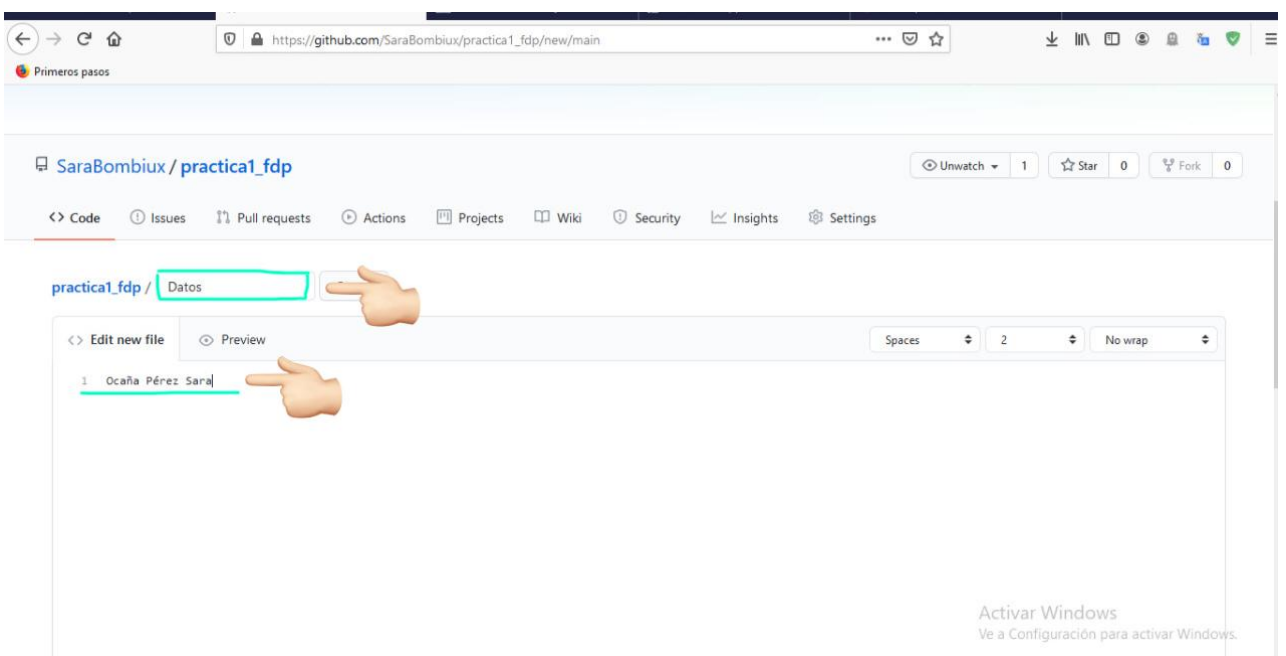 https://github.com/SaraBombiux/practica1_fdp/new/main
Primeros pasos
SaraBombiux / practica1_fdp
Unwatch 1 Star 0 Fork 0
<> Code Issues Pull requests Actions Projects Wiki Security Insights Settings
practica1_fdp / Datos
<> Edit new file Preview Spaces 2 No wrap
1 Ocaña Pérez Sara
Activar Windows
Ve a Configuración para activar Windows.